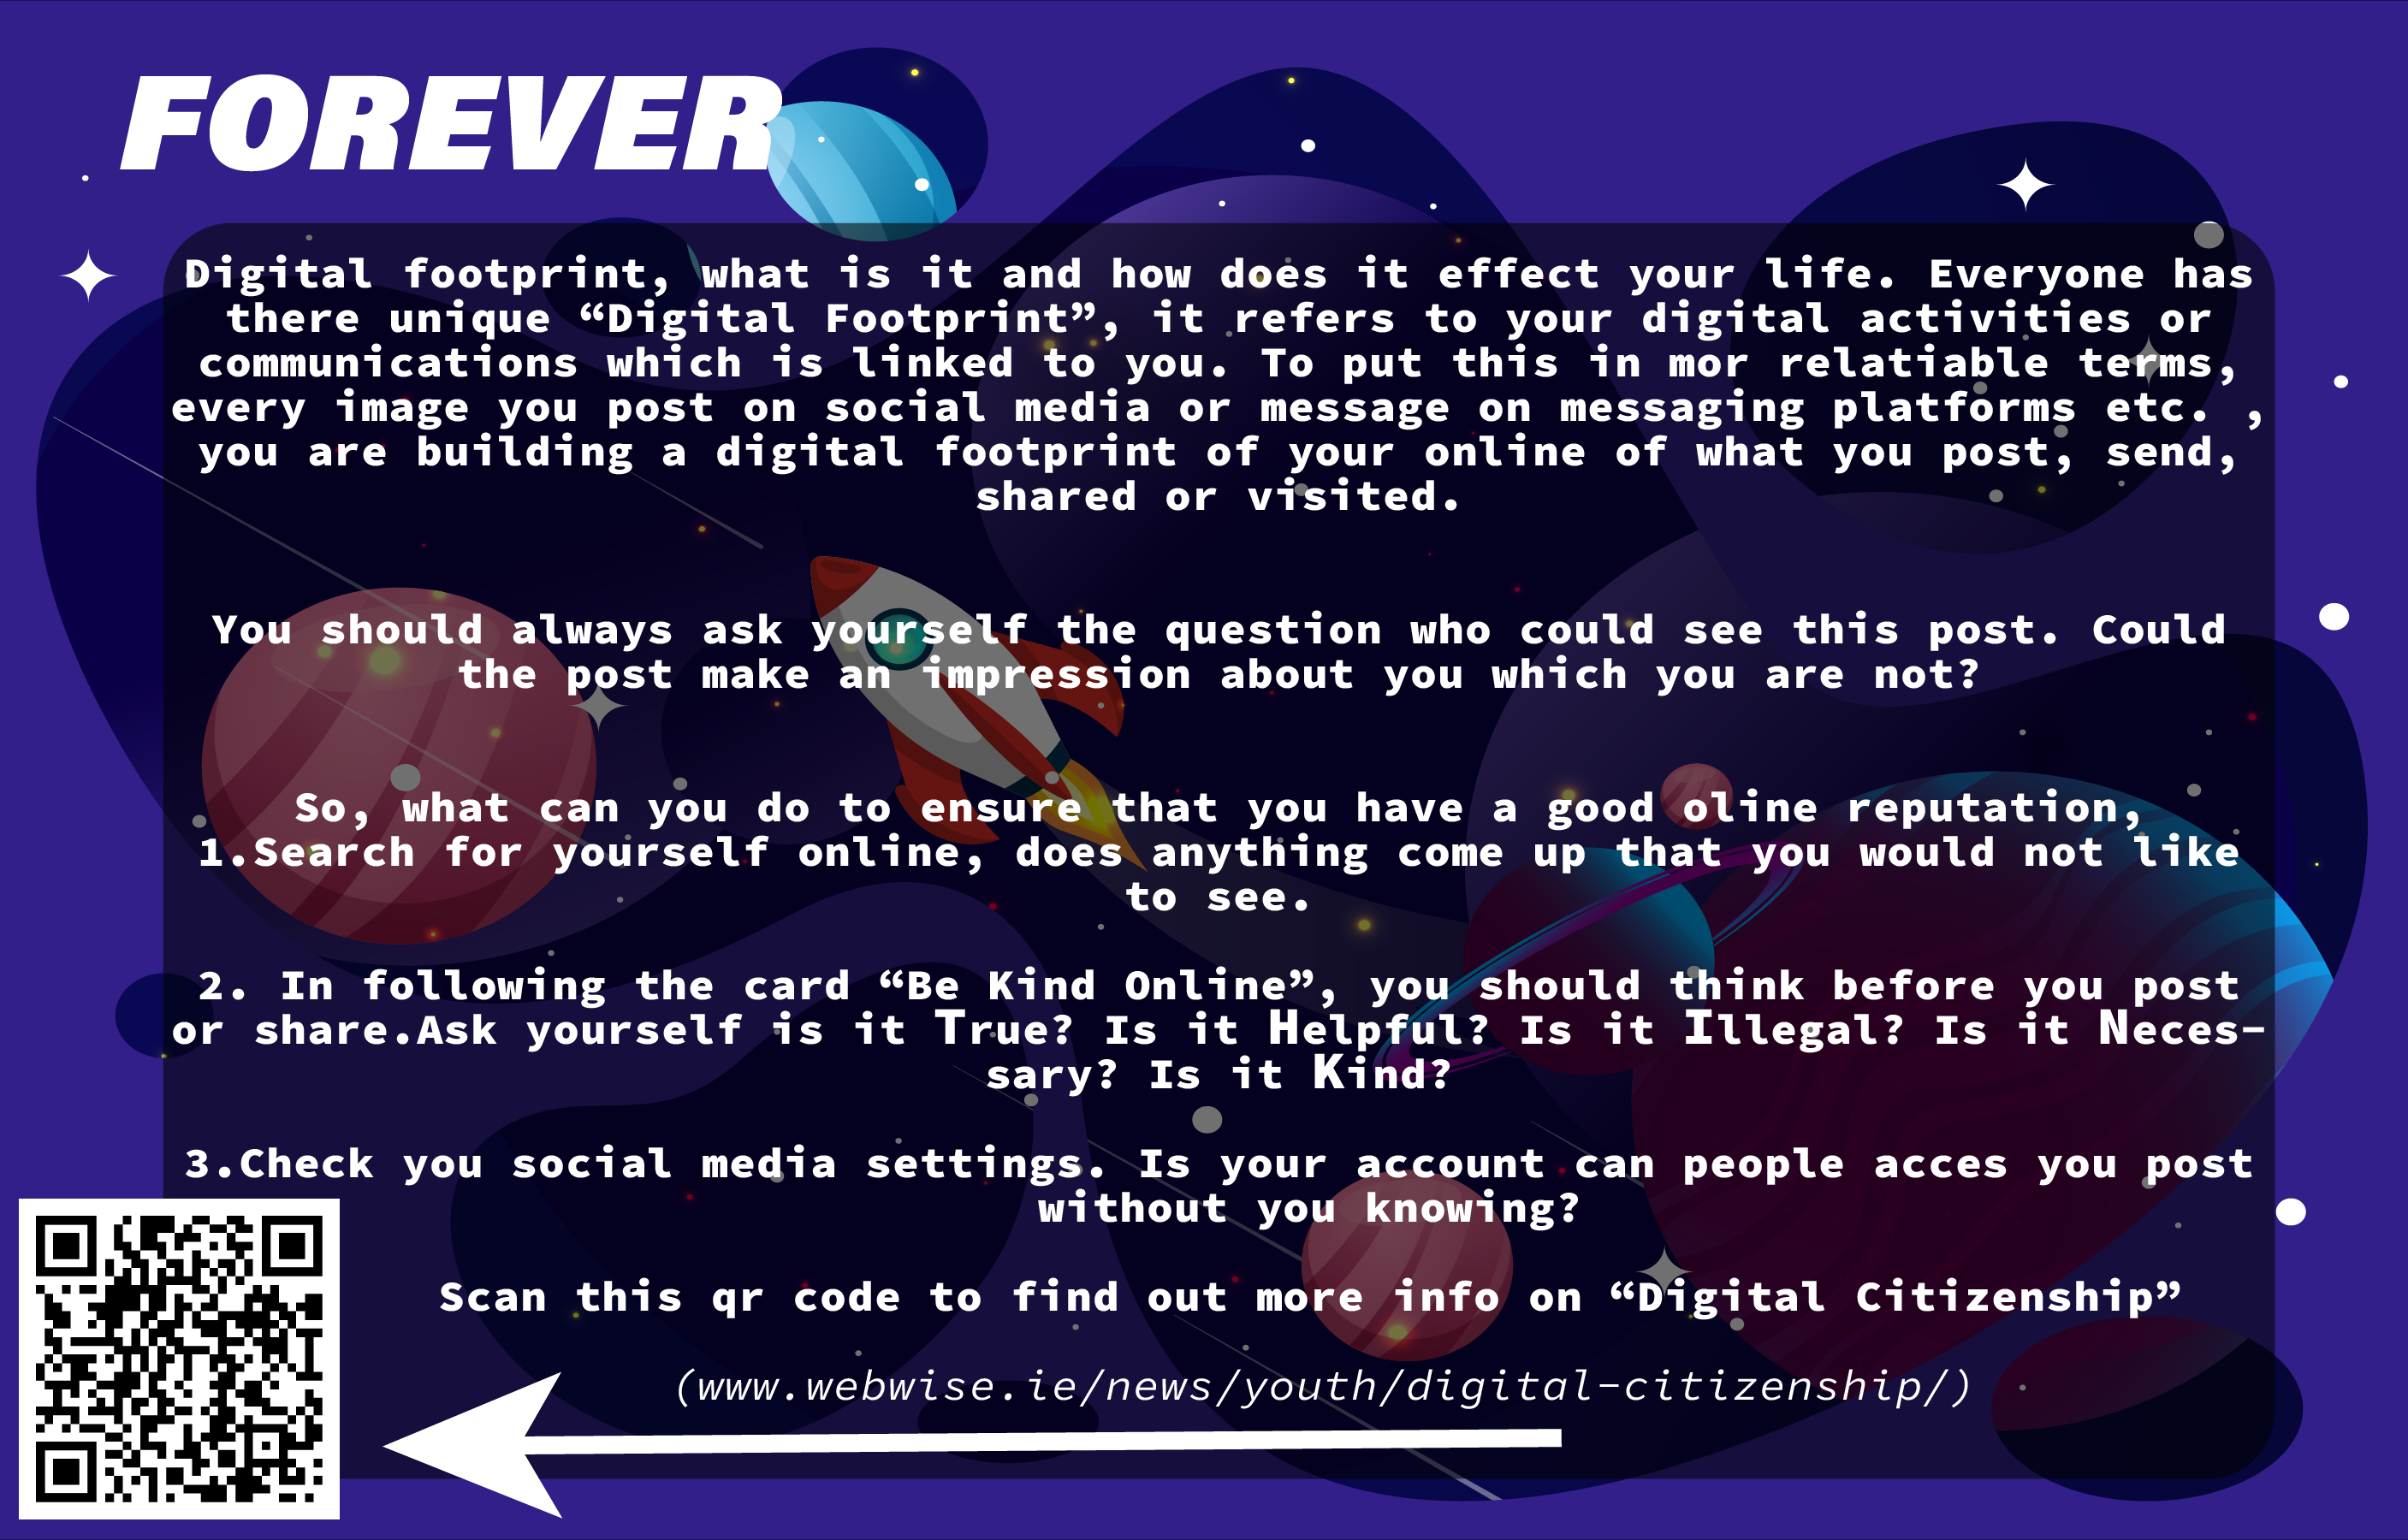 FOREVER
Digital footprint, what is it and how does it effect your life. Everyone has
there unique “Digital Footprint”, it refers to your digital activities or
communications which is linked to you. To put this in mor relatiable terms,
every image you post on social media or message on messaging platforms etc. ,
you are building a digital footprint of your online of what you post, send,
shared or visited.
You should always ask yourself the question who could see this post. Could
the post make an impression about you which you are not?
So, what can you do to ensure that you have a good oline reputation,
1.Search for yourself online, does anything come up that you would not like
to see.
2. In following the card “Be Kind Online”, you should think before you post
or share.Ask yourself is it True? Is it Helpful? Is it Illegal? Is it Neces-
sary? Is it Kind?
3.Check you social media settings. Is your account can people acces you post
without you knowing?
Scan this qr code to find out more info on “Digital Citizenship”
(www.webwise.ie/news/youth/digital-citizenship/)